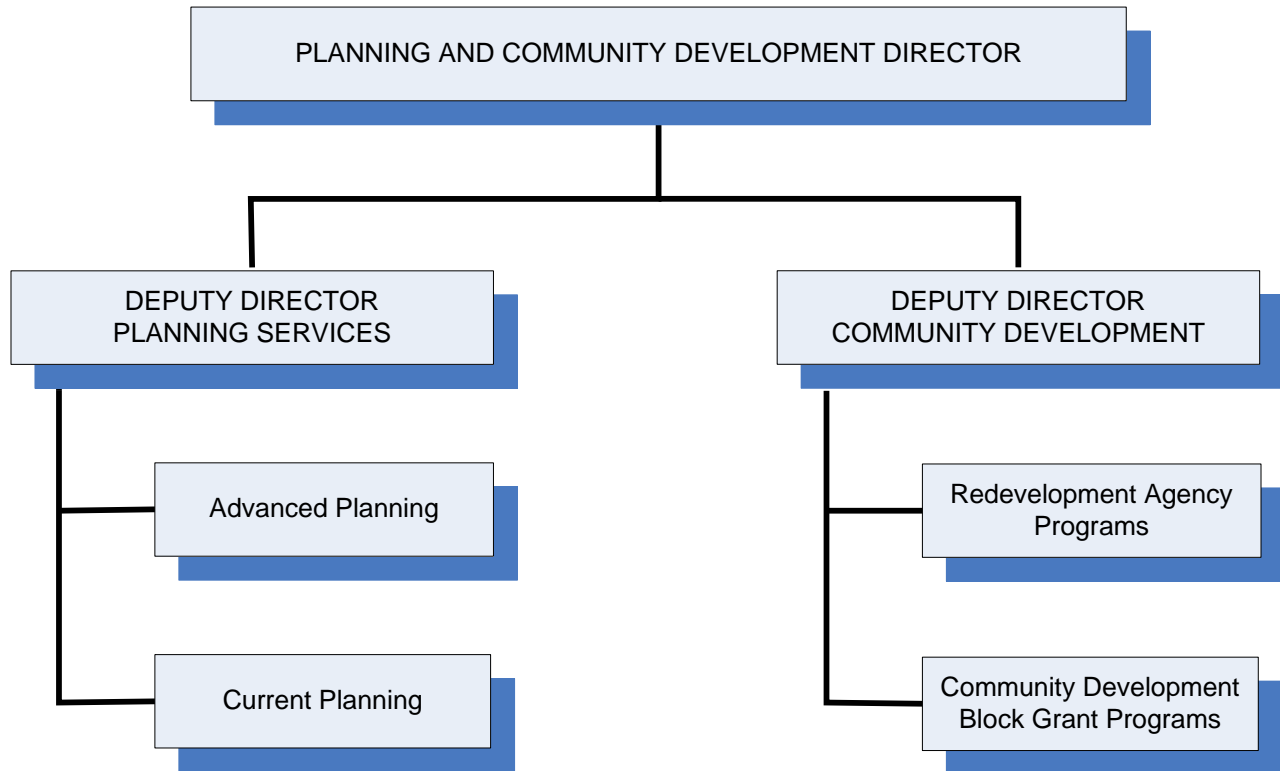 PLANNING AND COMMUNITY DEVELOPMENT DIRECTOR
DEPUTY DIRECTOR
PLANNING SERVICES
DEPUTY DIRECTOR
COMMUNITY DEVELOPMENT
Advanced Planning
Current Planning
Redevelopment Agency
Programs
Community Development
Block Grant Programs